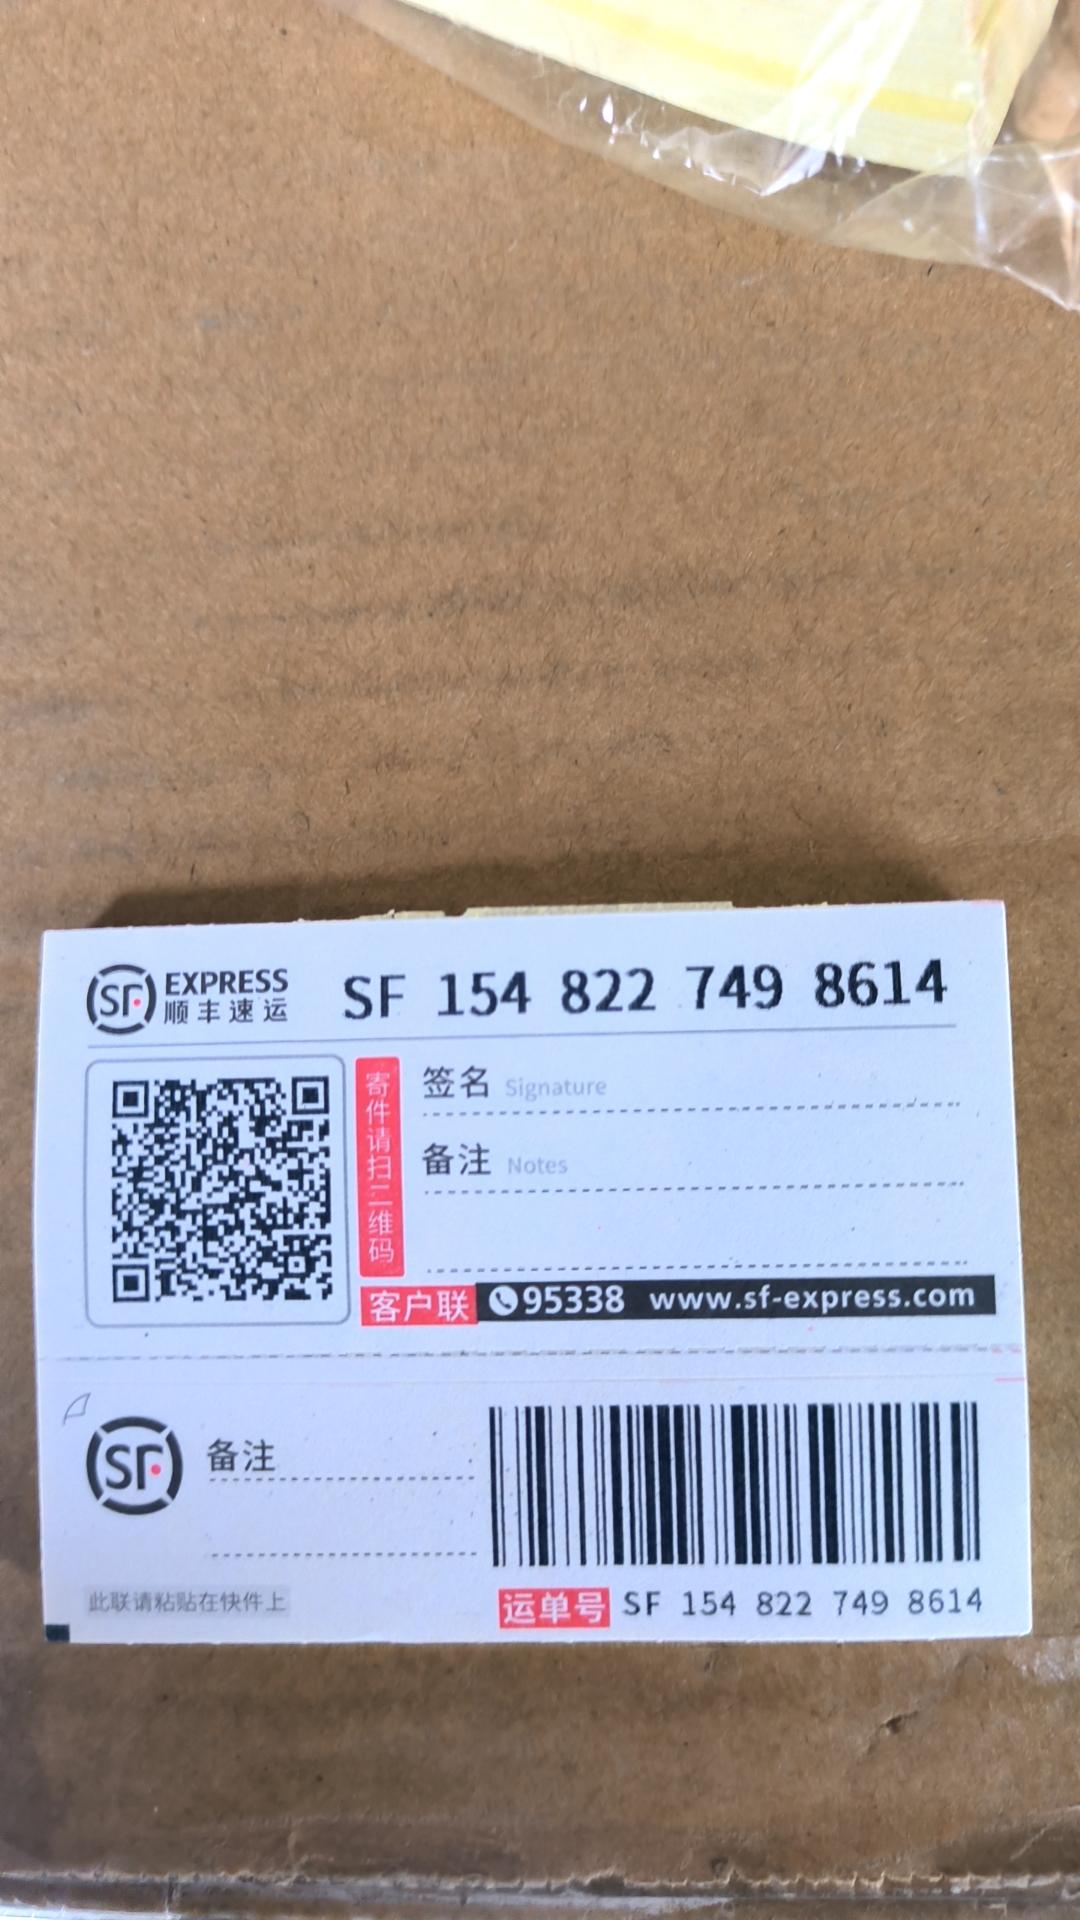 SF EXPRESS
顺丰速运
SF 154 822 749 8614
寄件请扫二维码
签名 Signature
备注 Notes
客户联 95338 www.sf-express.com
SF
备注
此联请粘贴在快件上
运单号 SF 154 822 749 8614